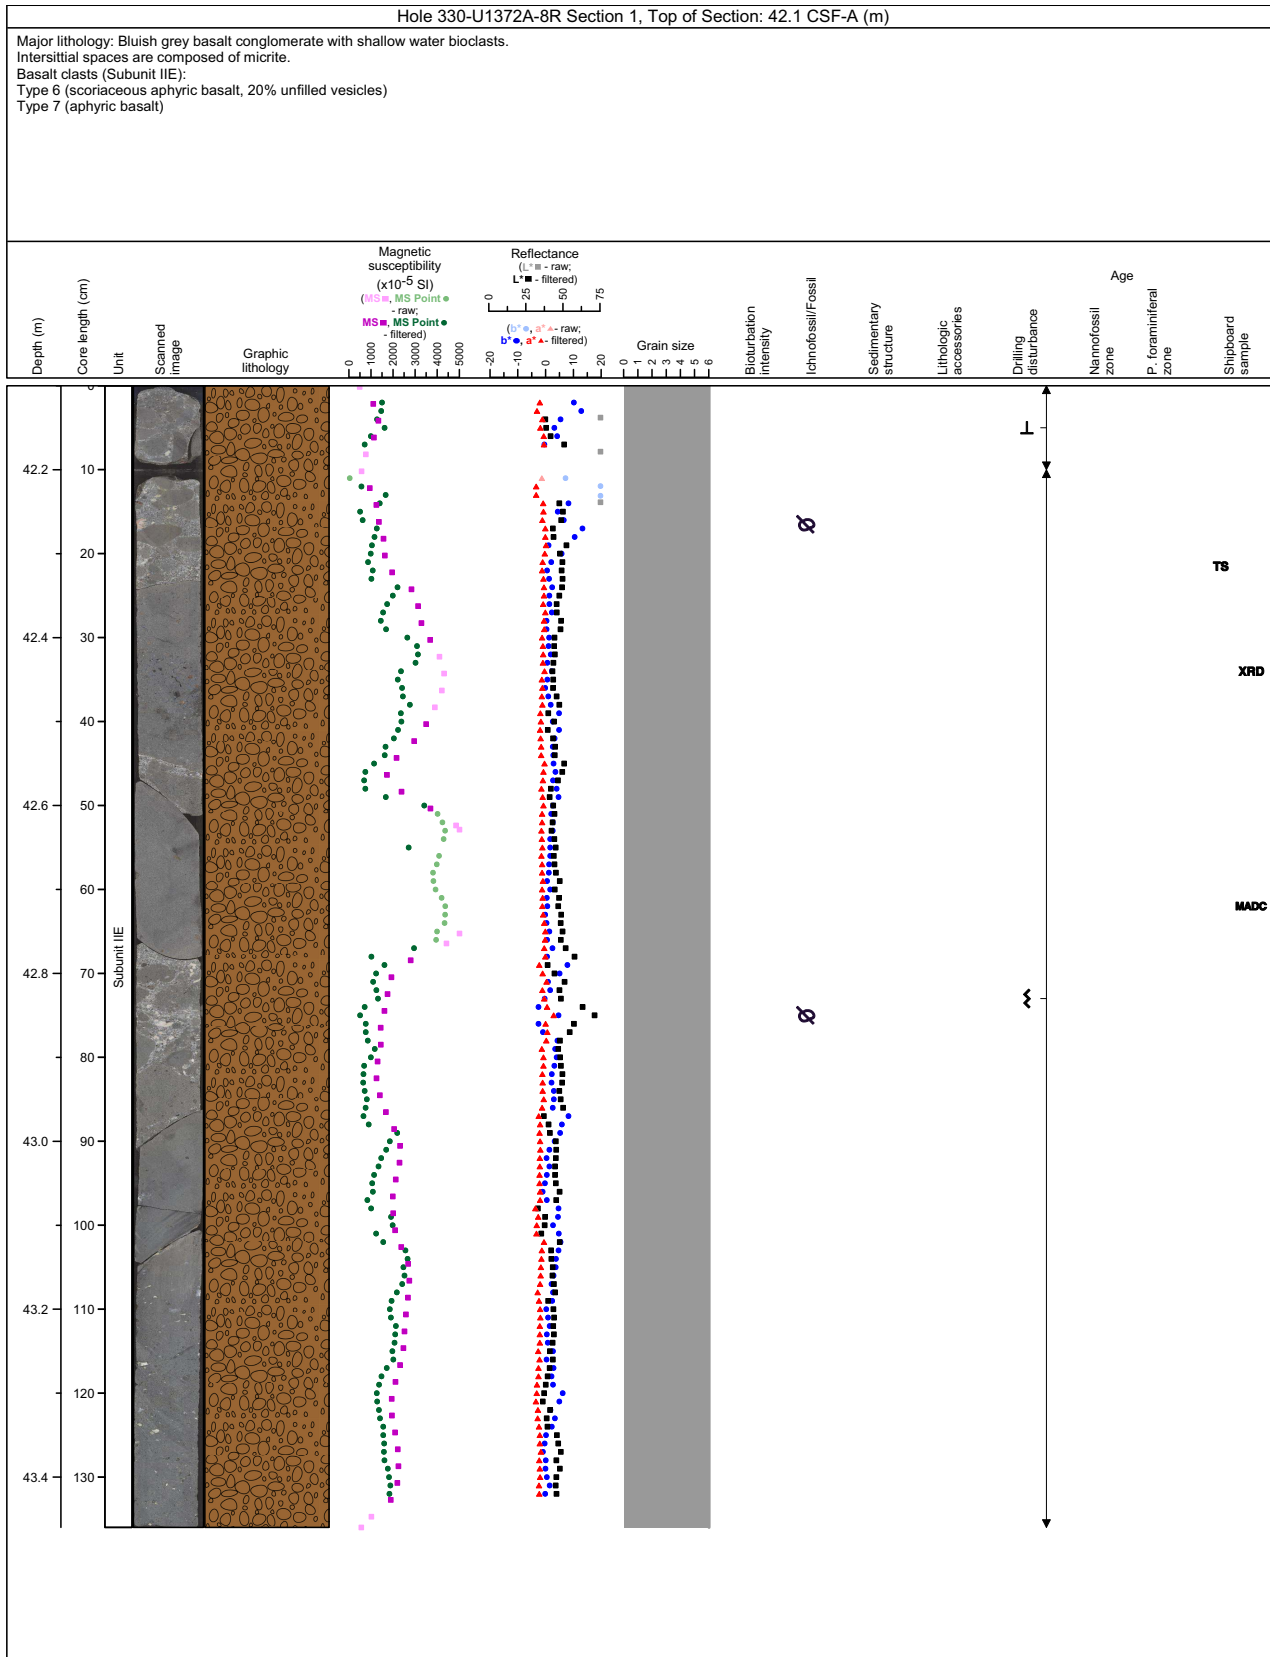 Hole 330-U1372A-8R Section 1, Top of Section: 42.1 CSF-A (m)
Major lithology: Bluish grey basalt conglomerate with shallow water bioclasts.
Intersittial spaces are composed of micrite.
Basalt clasts (Subunit IIE):
Type 6 (scoriaceous aphyric basalt, 20% unfilled vesicles)
Type 7 (aphyric basalt)
Depth (m)
Core length (cm)
Unit
Scanned
image
Graphic
lithology
Magnetic
susceptibility
(x10-5 SI)
(MS, MS Point
- raw;
MS, MS Point
- filtered)
0 1000 2000 3000 4000 5000
Reflectance
(L* - raw;
L* - filtered)
0 25 50 75
(b*, a* - raw;
b*, a* - filtered)
-20 -10 0 10 20
Grain size
0 1 2 3 4 5 6
Bioturbation
intensity
Ichnofossil/Fossil
Sedimentary
structure
Lithologic
accessories
Drilling
disturbance
Age
Nannofossil
zone
P. foraminiferal
zone
Shipboard
sample
0
42.2 10
20
TS
42.4 30
XRD
40
42.6 50
60
MADC
Subunit IIE
42.8 70
80
43.0 90
100
43.2 110
120
43.4 130